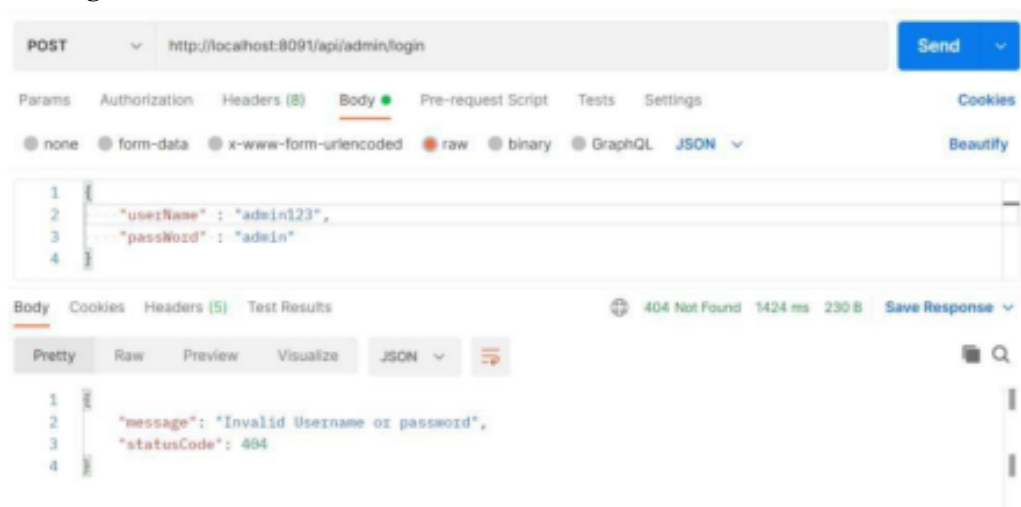 POST http://localhost:8091/api/admin/login Send
Params Authorization Headers (8) Body Pre-request Script Tests Settings Cookies
none form-data x-www-form-urlencoded raw binary GraphQL JSON Beautify
1 {
2 "userName" : "admin123",
3 "passWord" : "admin"
4 }
Body Cookies Headers (5) Test Results 404 Not Found 1424 ms 230 B Save Response
Pretty Raw Preview Visualize JSON
1 {
2 "message": "Invalid Username or password",
3 "statusCode": 404
4 }